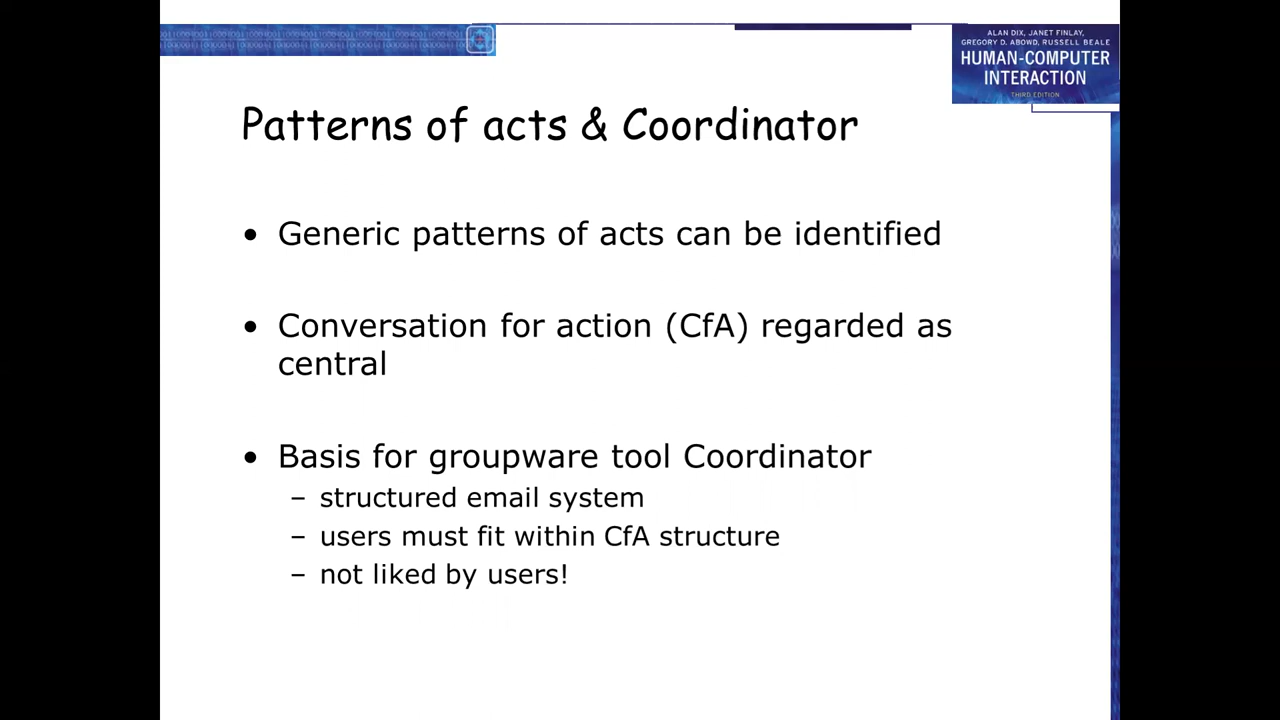 ALAN DIX, JANET FINLAY,
GREGORY D. ABOWD, RUSSELL BEALE
HUMAN-COMPUTER
INTERACTION
THIRD EDITION
Patterns of acts & Coordinator
• Generic patterns of acts can be identified
• Conversation for action (CfA) regarded as
central
• Basis for groupware tool Coordinator
– structured email system
– users must fit within CfA structure
– not liked by users!